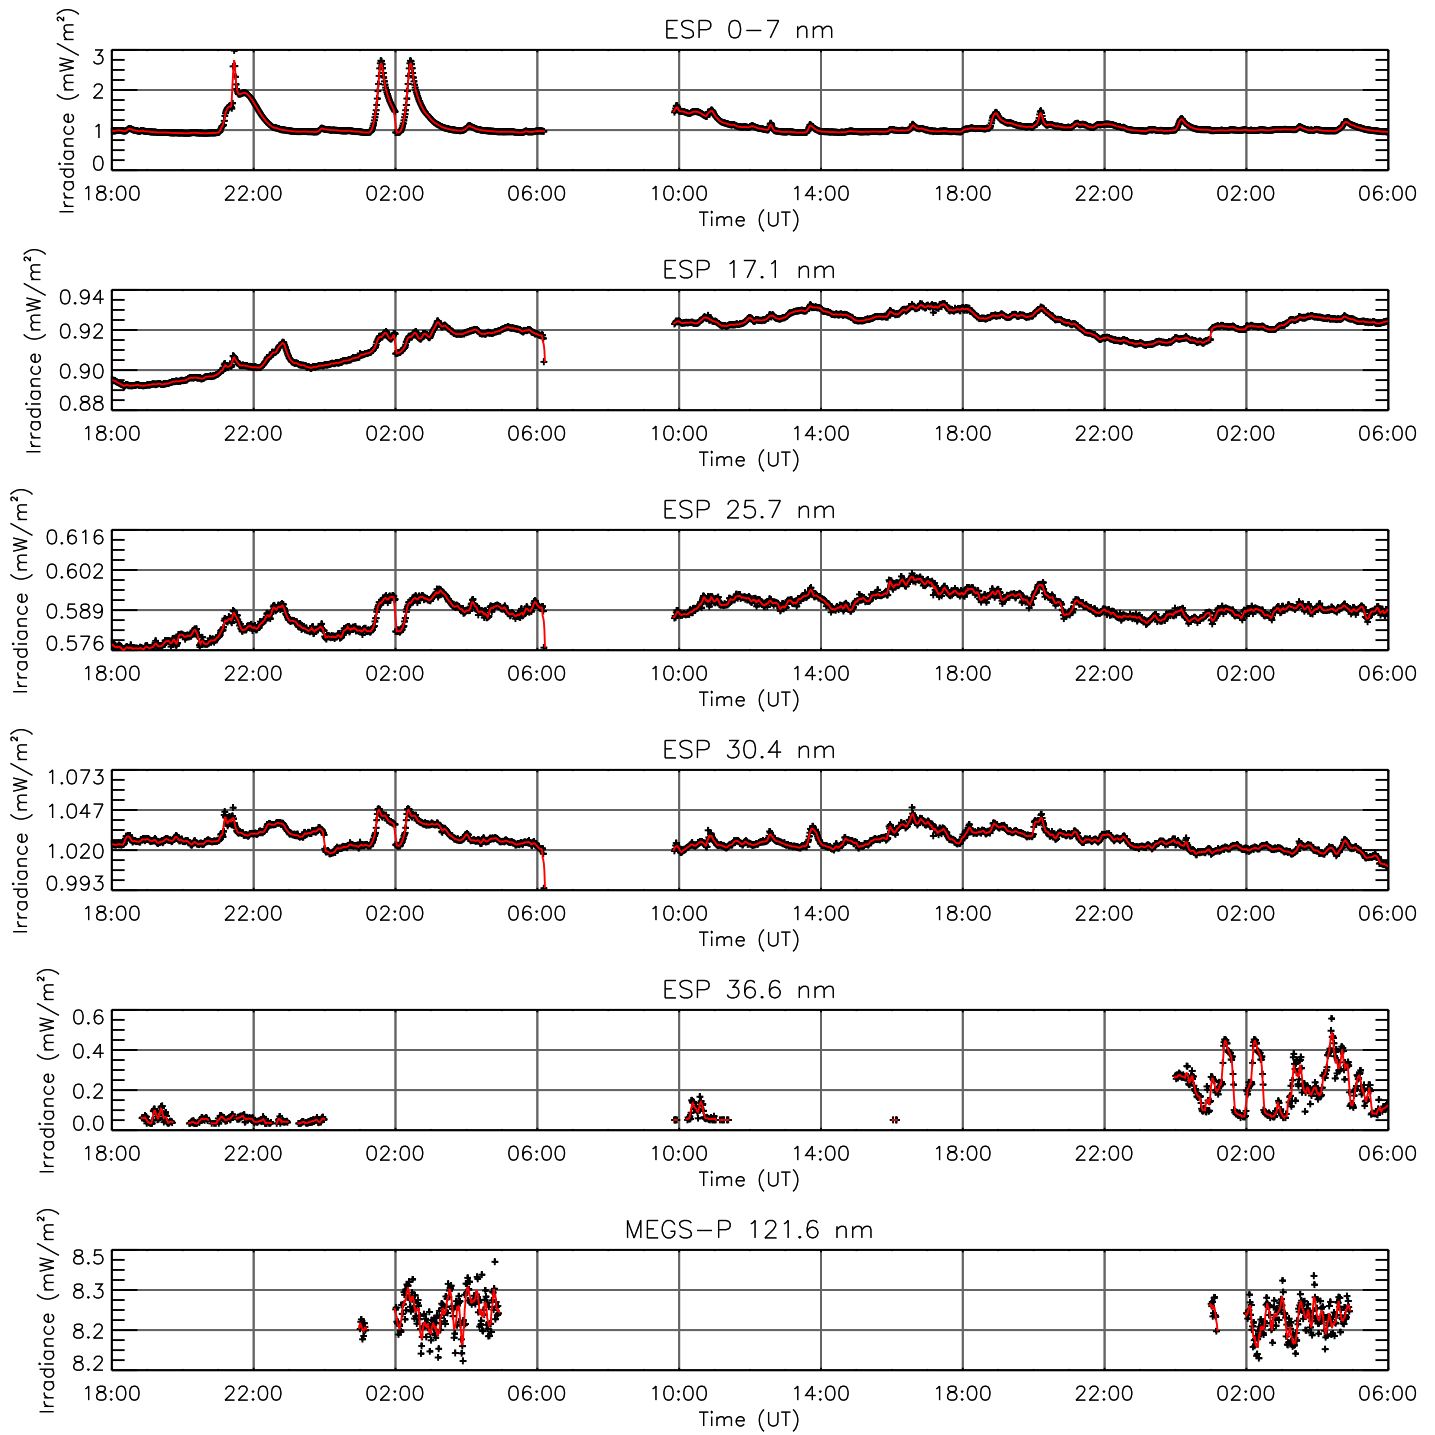 ESP 0-7 nm
Irradiance (mW/m²)
3
2
1
0
18:00 22:00 02:00 06:00 10:00 14:00 18:00 22:00 02:00 06:00
Time (UT)
ESP 17.1 nm
Irradiance (mW/m²)
0.94
0.92
0.90
0.88
18:00 22:00 02:00 06:00 10:00 14:00 18:00 22:00 02:00 06:00
Time (UT)
ESP 25.7 nm
Irradiance (mW/m²)
0.616
0.602
0.589
0.576
18:00 22:00 02:00 06:00 10:00 14:00 18:00 22:00 02:00 06:00
Time (UT)
ESP 30.4 nm
Irradiance (mW/m²)
1.073
1.047
1.020
0.993
18:00 22:00 02:00 06:00 10:00 14:00 18:00 22:00 02:00 06:00
Time (UT)
ESP 36.6 nm
Irradiance (mW/m²)
0.6
0.4
0.2
0.0
18:00 22:00 02:00 06:00 10:00 14:00 18:00 22:00 02:00 06:00
Time (UT)
MEGS-P 121.6 nm
Irradiance (mW/m²)
8.5
8.3
8.2
8.2
18:00 22:00 02:00 06:00 10:00 14:00 18:00 22:00 02:00 06:00
Time (UT)